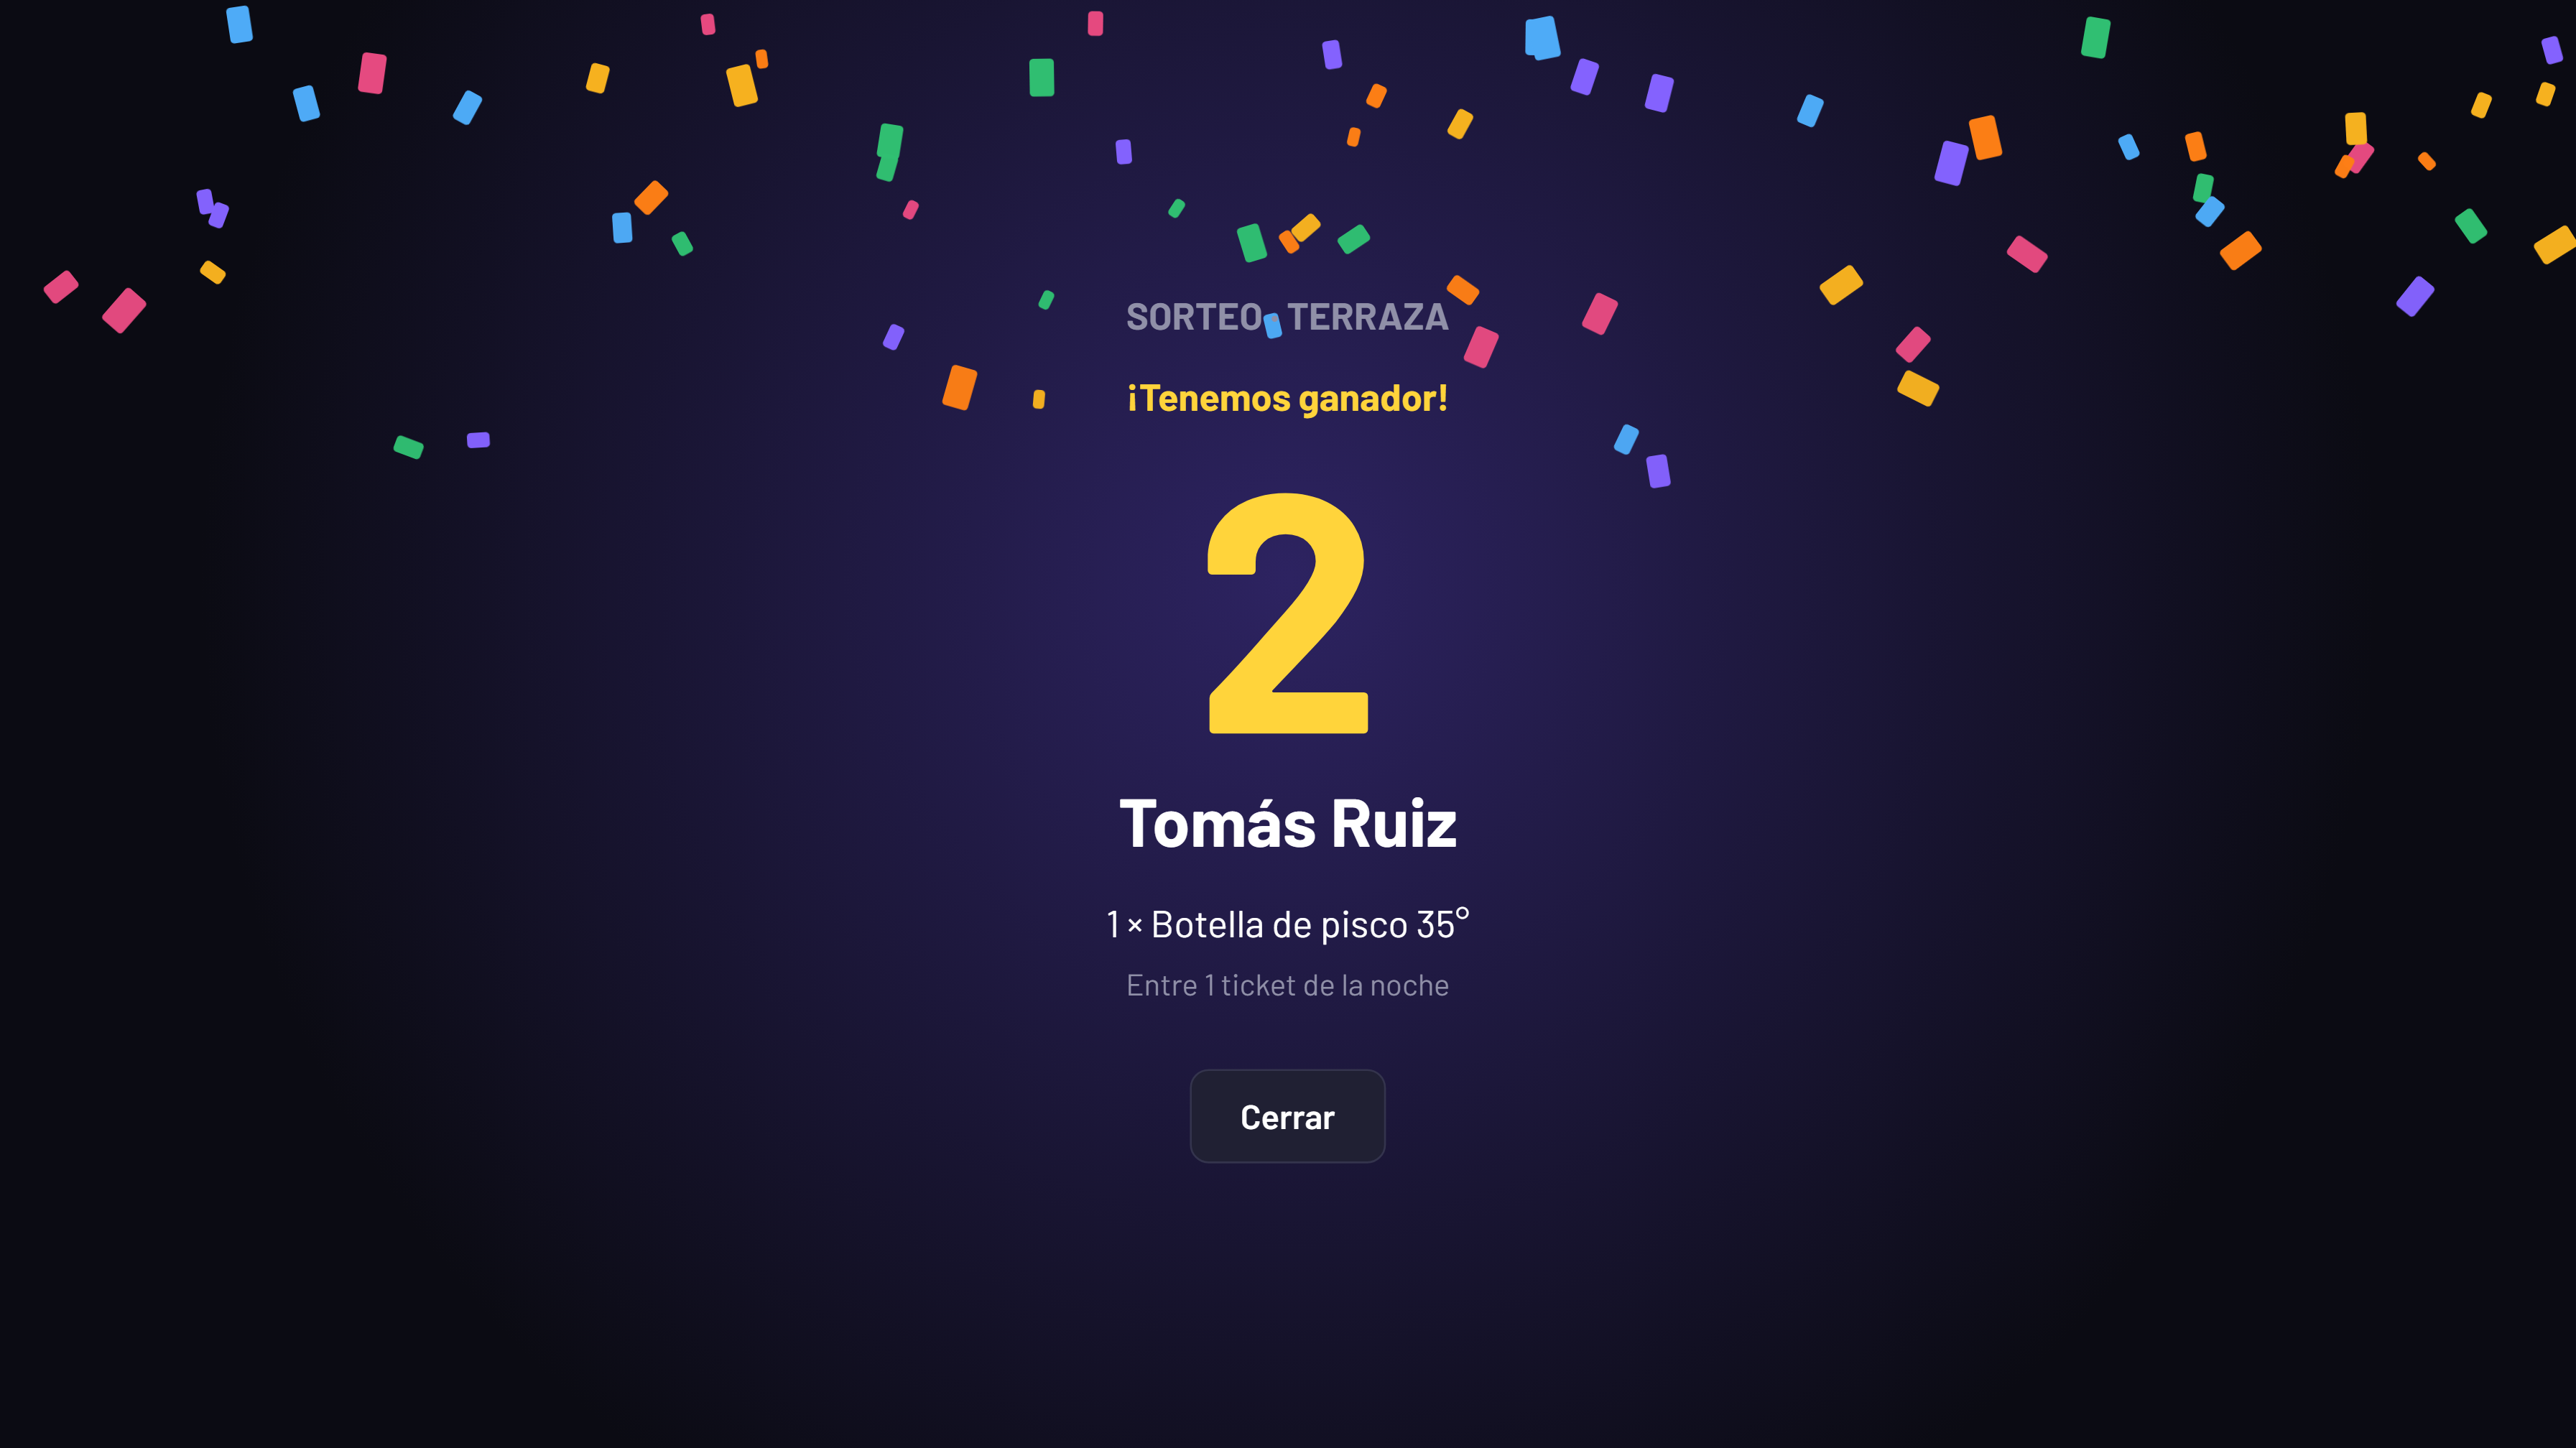 SORTEO · TERRAZA
¡Tenemos ganador!
2
Tomás Ruiz
1 × Botella de pisco 35°
Entre 1 ticket de la noche
Cerrar